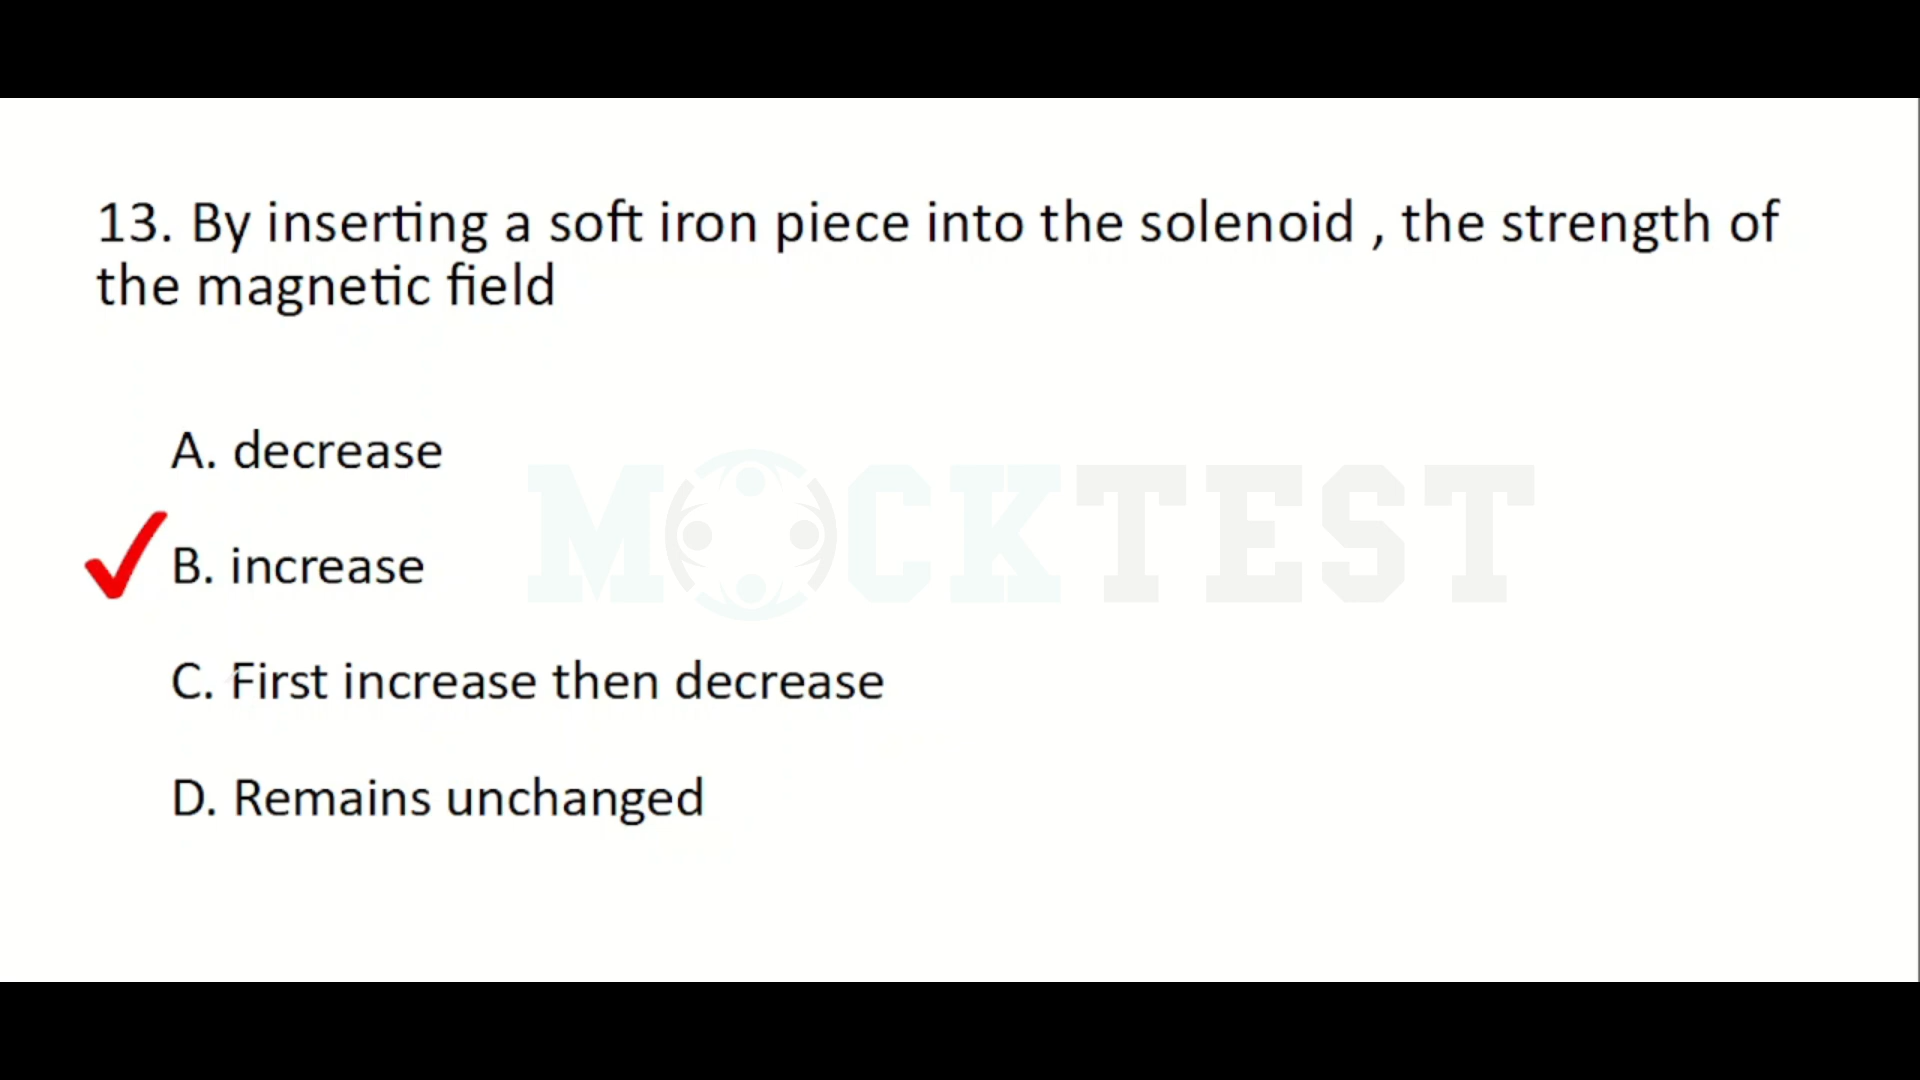 13. By inserting a soft iron piece into the solenoid , the strength of
the magnetic field
A. decrease
B. increase
C. First increase then decrease
D. Remains unchanged
MOCKTEST